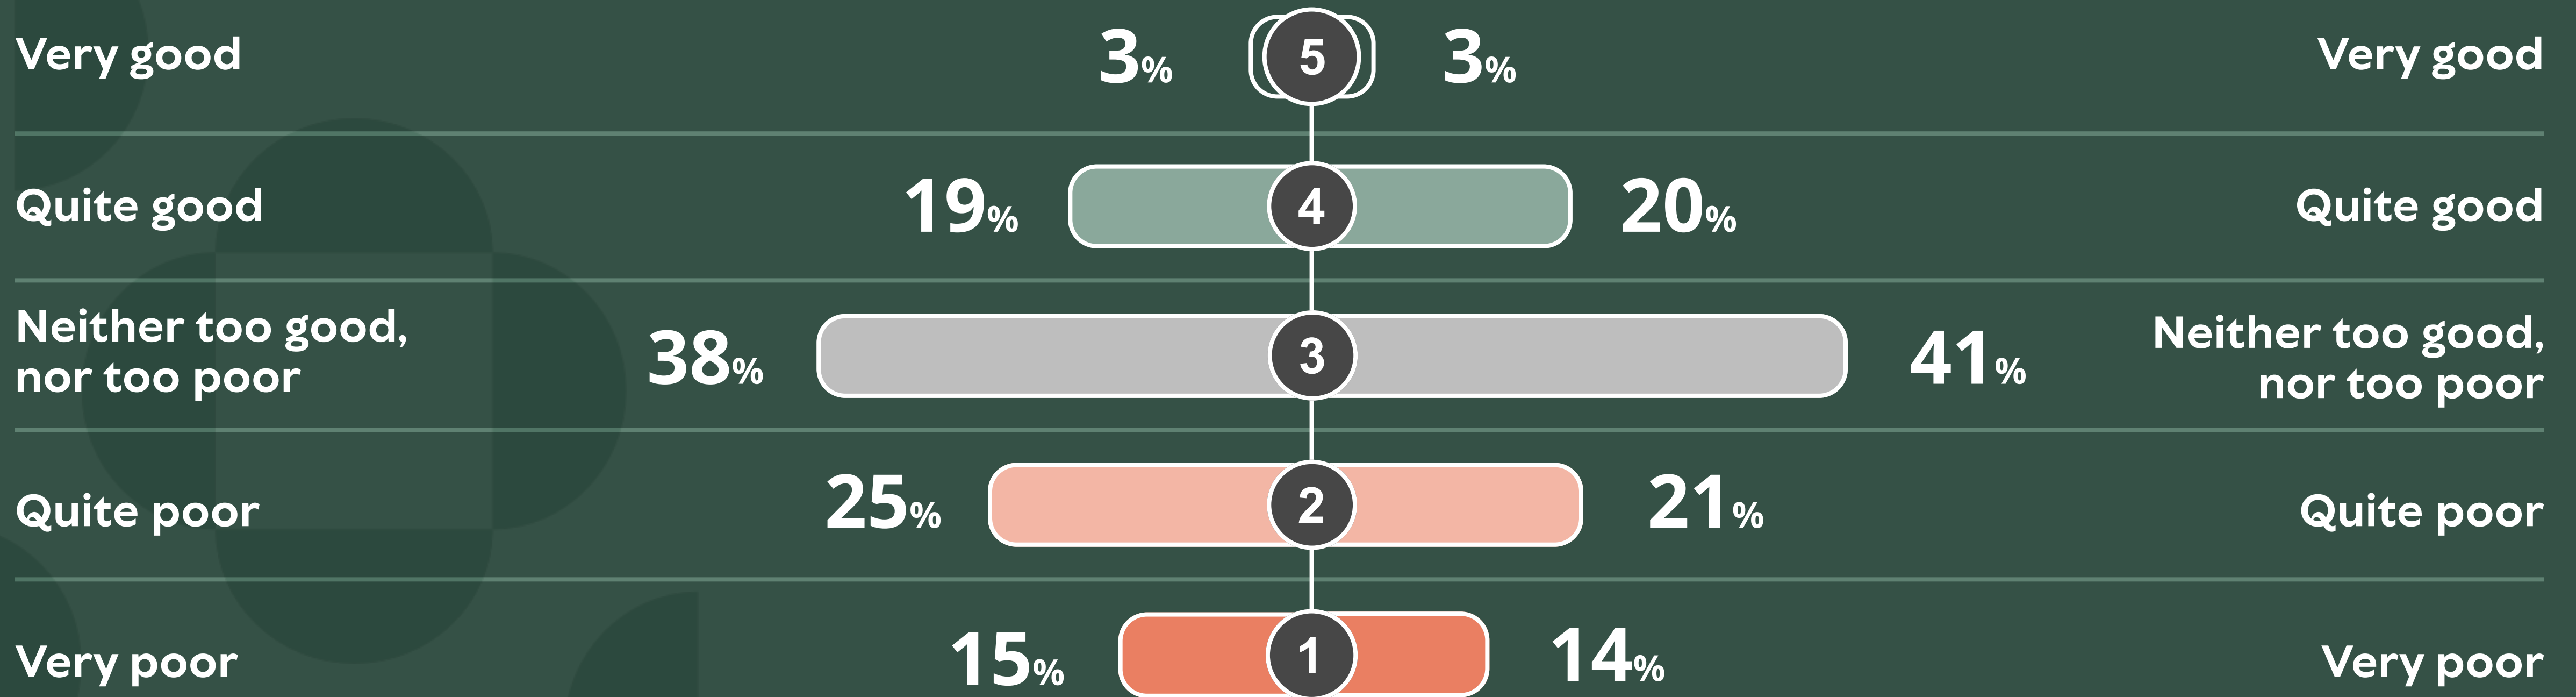 Very good 3% 5 3% Very good
Quite good 19% 4 20% Quite good
Neither too good,
nor too poor
38% 3 41%
Neither too good,
nor too poor
Quite poor 25% 2 21% Quite poor
Very poor 15% 1 14% Very poor